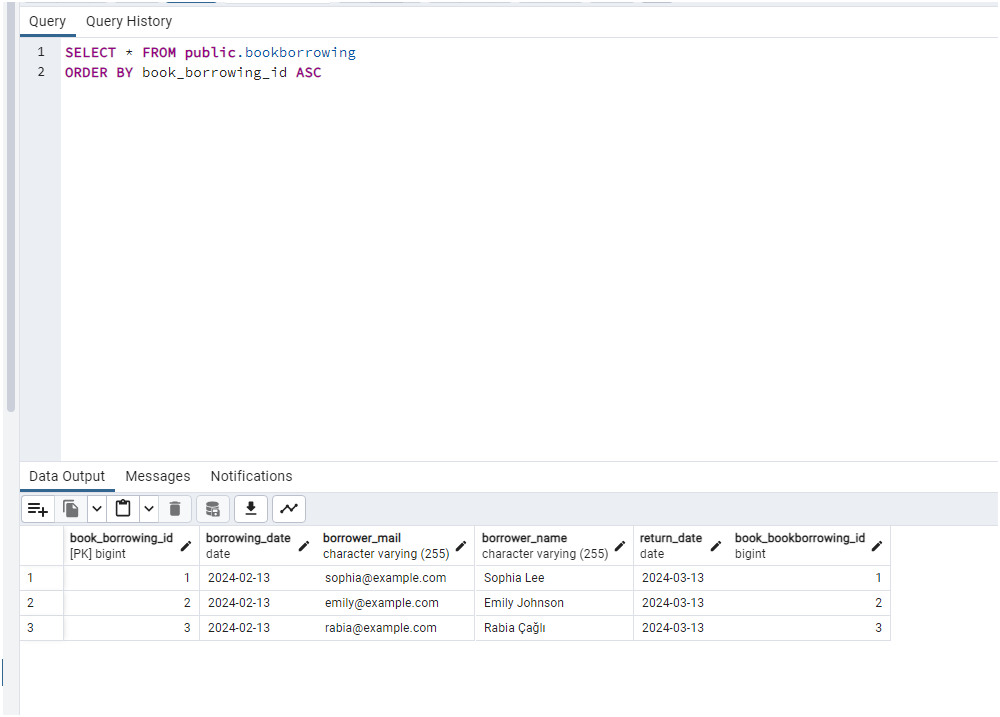 Query Query History
1 SELECT * FROM public.bookborrowing
2 ORDER BY book_borrowing_id ASC
Data Output Messages Notifications
book_borrowing_id borrowing_date borrower_mail borrower_name return_date book_bookborrowing_id
[PK] bigint date character varying (255) character varying (255) date bigint
1 1 2024-02-13 sophia@example.com Sophia Lee 2024-03-13 1
2 2 2024-02-13 emily@example.com Emily Johnson 2024-03-13 2
3 3 2024-02-13 rabia@example.com Rabia Çağlı 2024-03-13 3